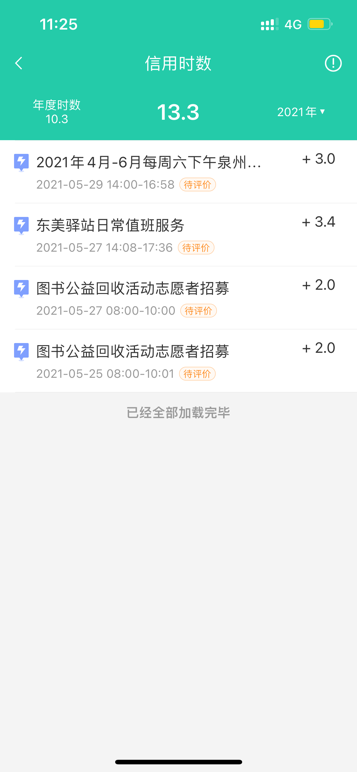 11:25
4G
信用时数
年度时数
10.3
13.3
2021年
2021年4月-6月每周六下午泉州...
+ 3.0
2021-05-29 14:00-16:58 待评价
东美驿站日常值班服务
+ 3.4
2021-05-27 14:08-17:36 待评价
图书公益回收活动志愿者招募
+ 2.0
2021-05-27 08:00-10:00 待评价
图书公益回收活动志愿者招募
+ 2.0
2021-05-25 08:00-10:01 待评价
已经全部加载完毕